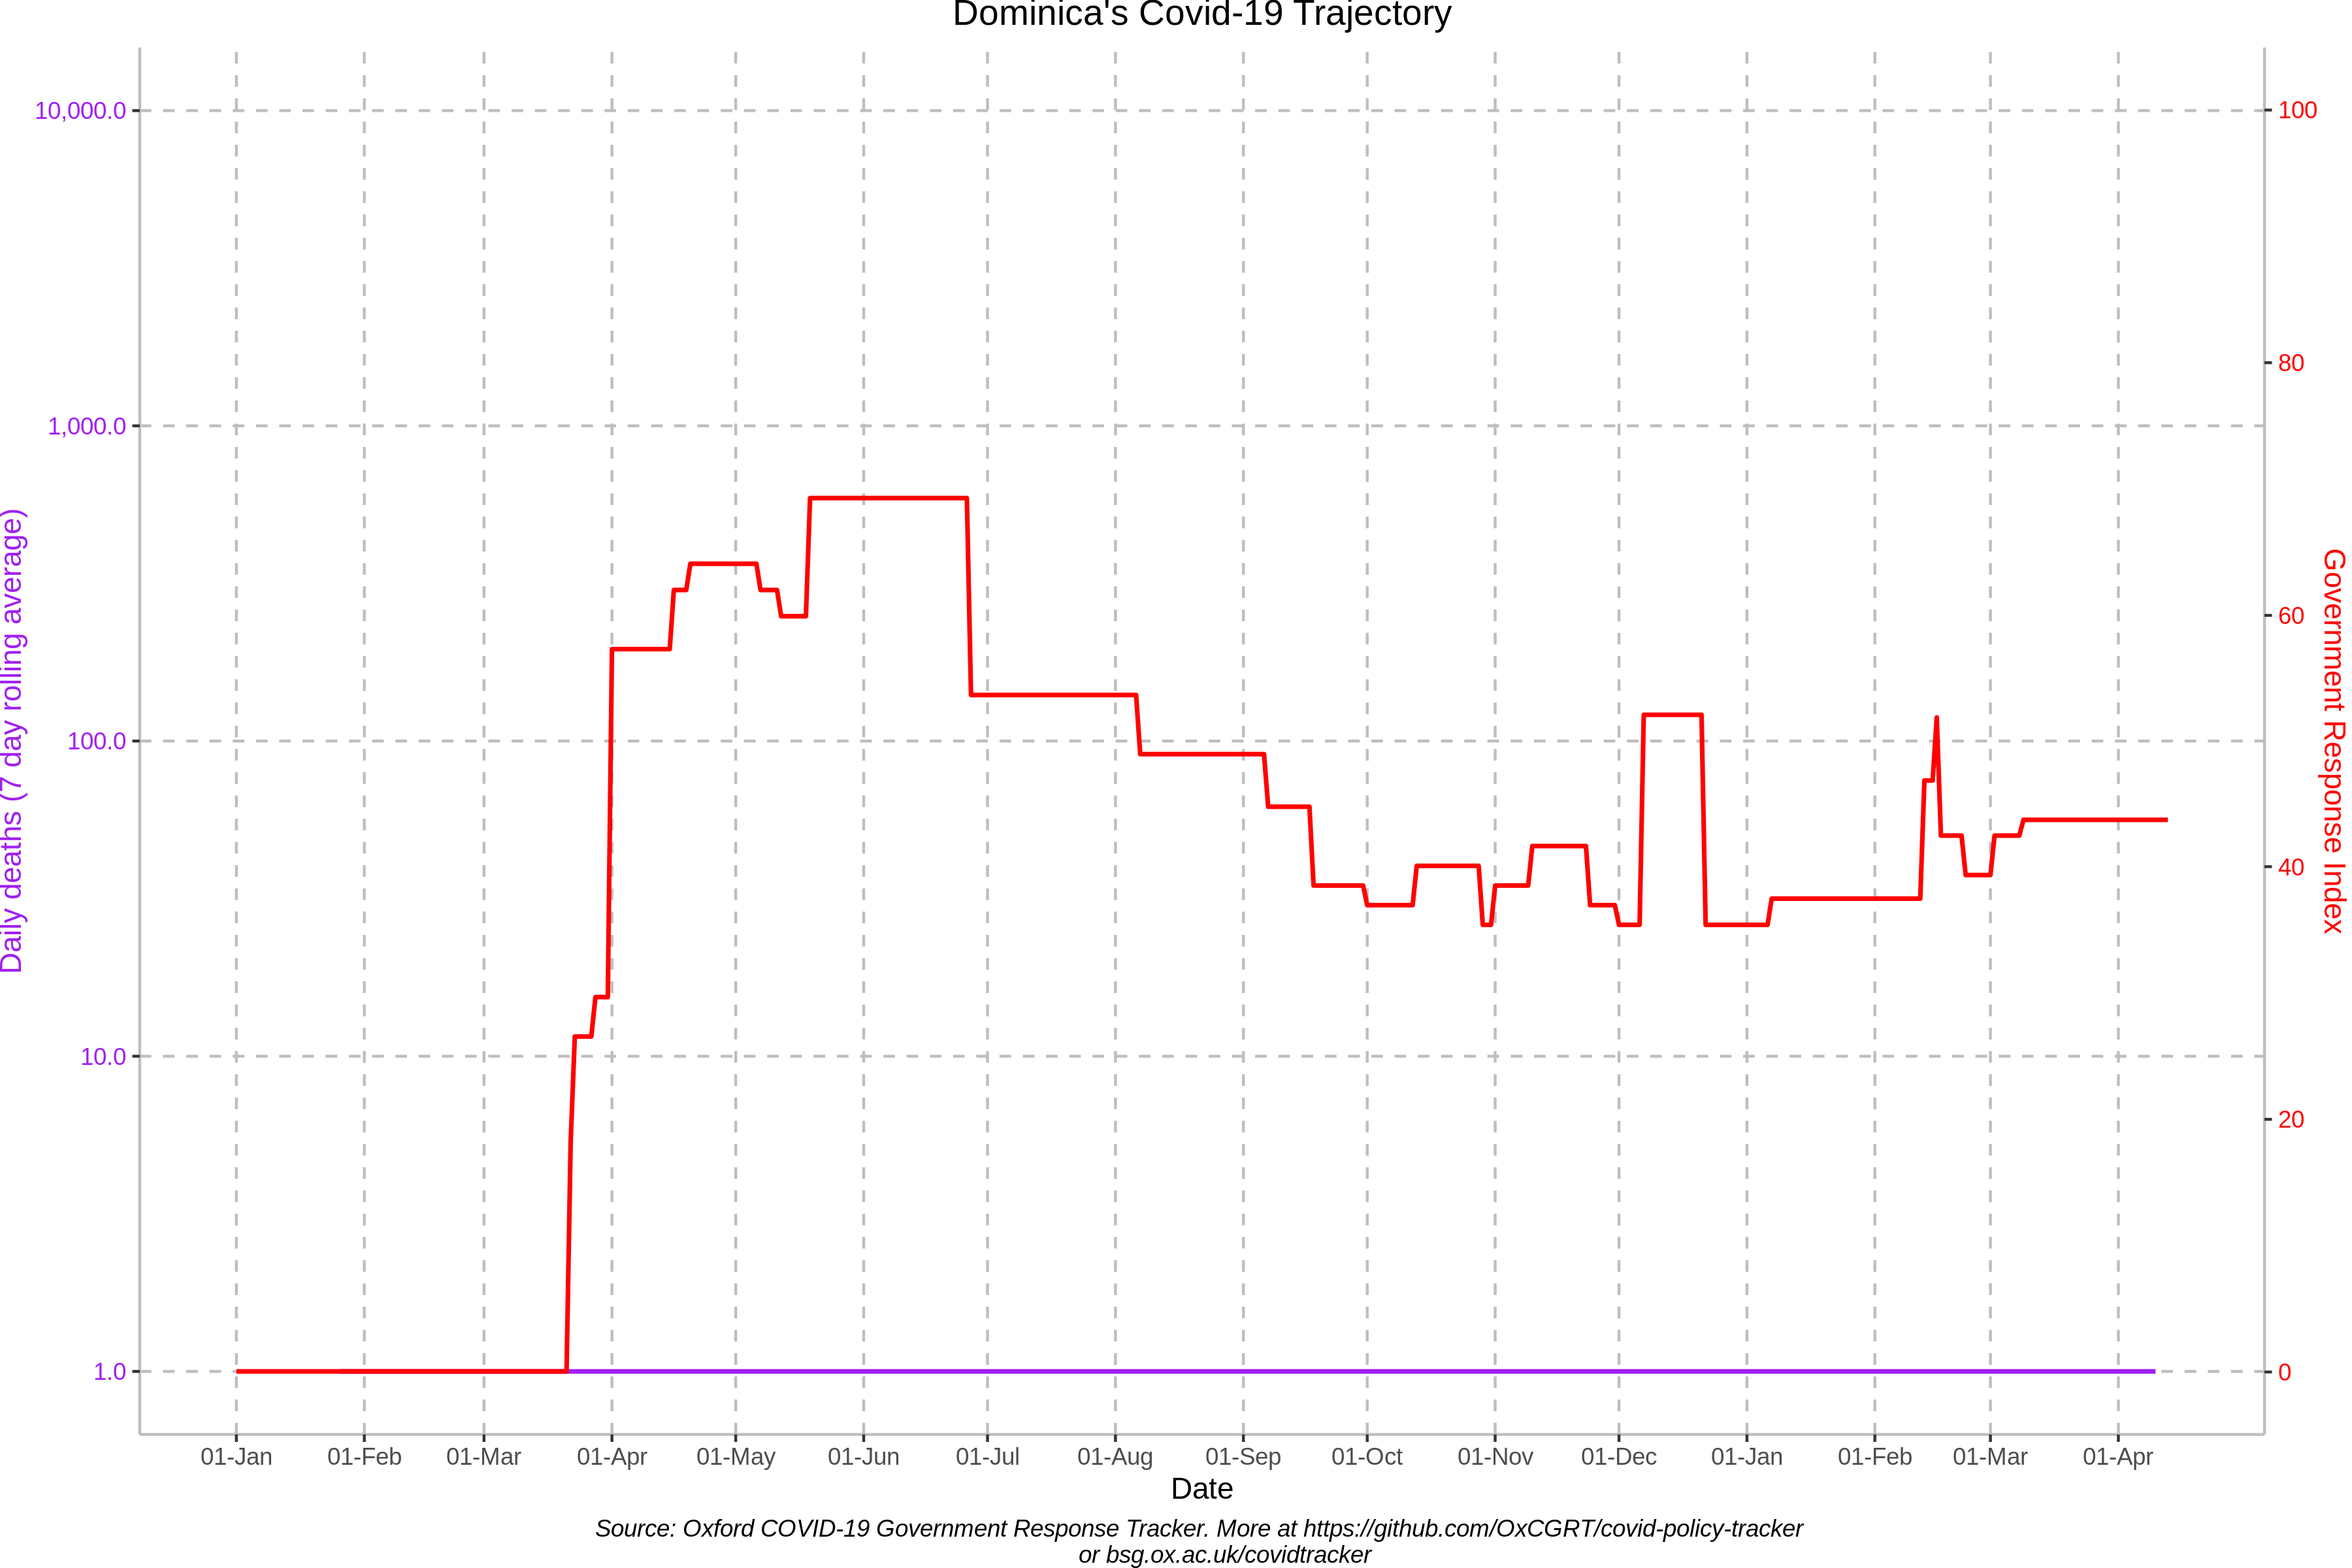 Dominica's Covid-19 Trajectory
10,000.0
1,000.0
100.0
10.0
1.0
Daily deaths (7 day rolling average)
100
80
60
40
20
0
Government Response Index
01-Jan 01-Feb 01-Mar 01-Apr 01-May 01-Jun 01-Jul 01-Aug 01-Sep 01-Oct 01-Nov 01-Dec 01-Jan 01-Feb 01-Mar 01-Apr
Date
Source: Oxford COVID-19 Government Response Tracker. More at https://github.com/OxCGRT/covid-policy-tracker
or bsg.ox.ac.uk/covidtracker